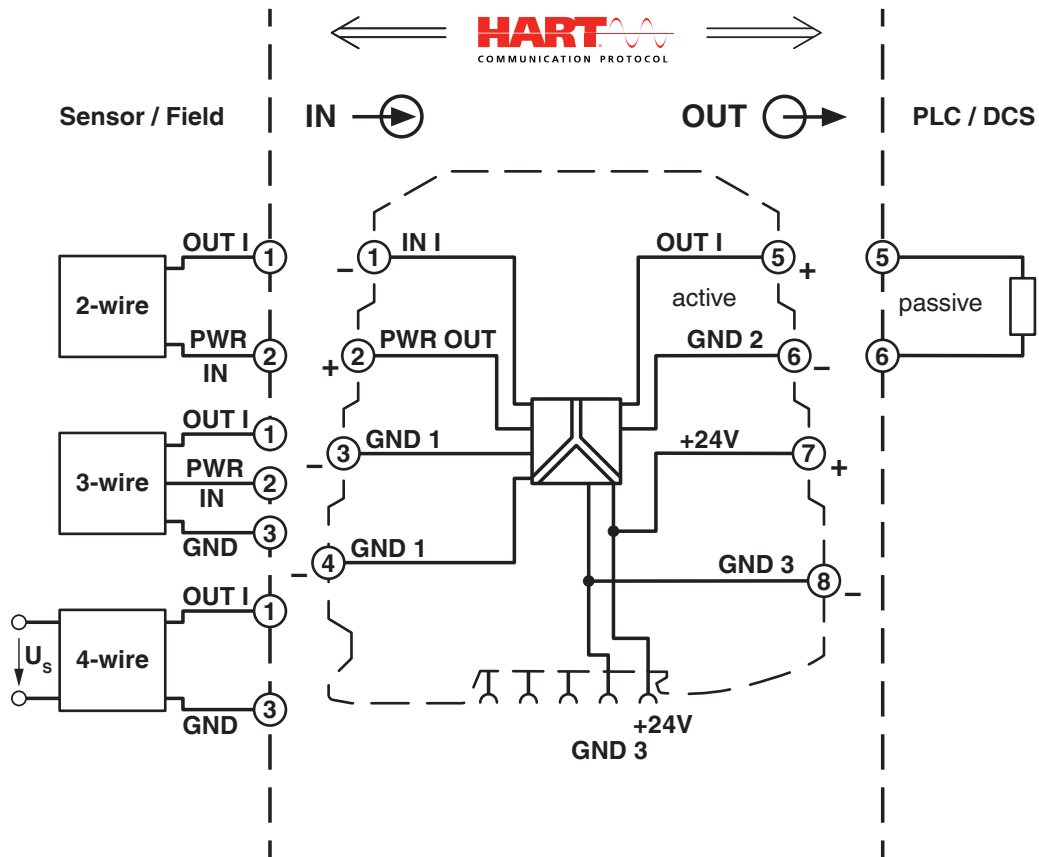 HART
COMMUNICATION PROTOCOL
Sensor / Field
IN
OUT
PLC / DCS
OUT I
1
2-wire
PWR
IN
2
OUT I
1
3-wire
PWR
IN
2
GND
3
OUT I
1
4-wire
Us
GND
3
– 1 IN I
+ 2 PWR OUT
– 3 GND 1
– 4 GND 1
OUT I 5 +
active
GND 2 6 –
+24V 7 +
GND 3 8 –
+24V
GND 3
5
passive
6